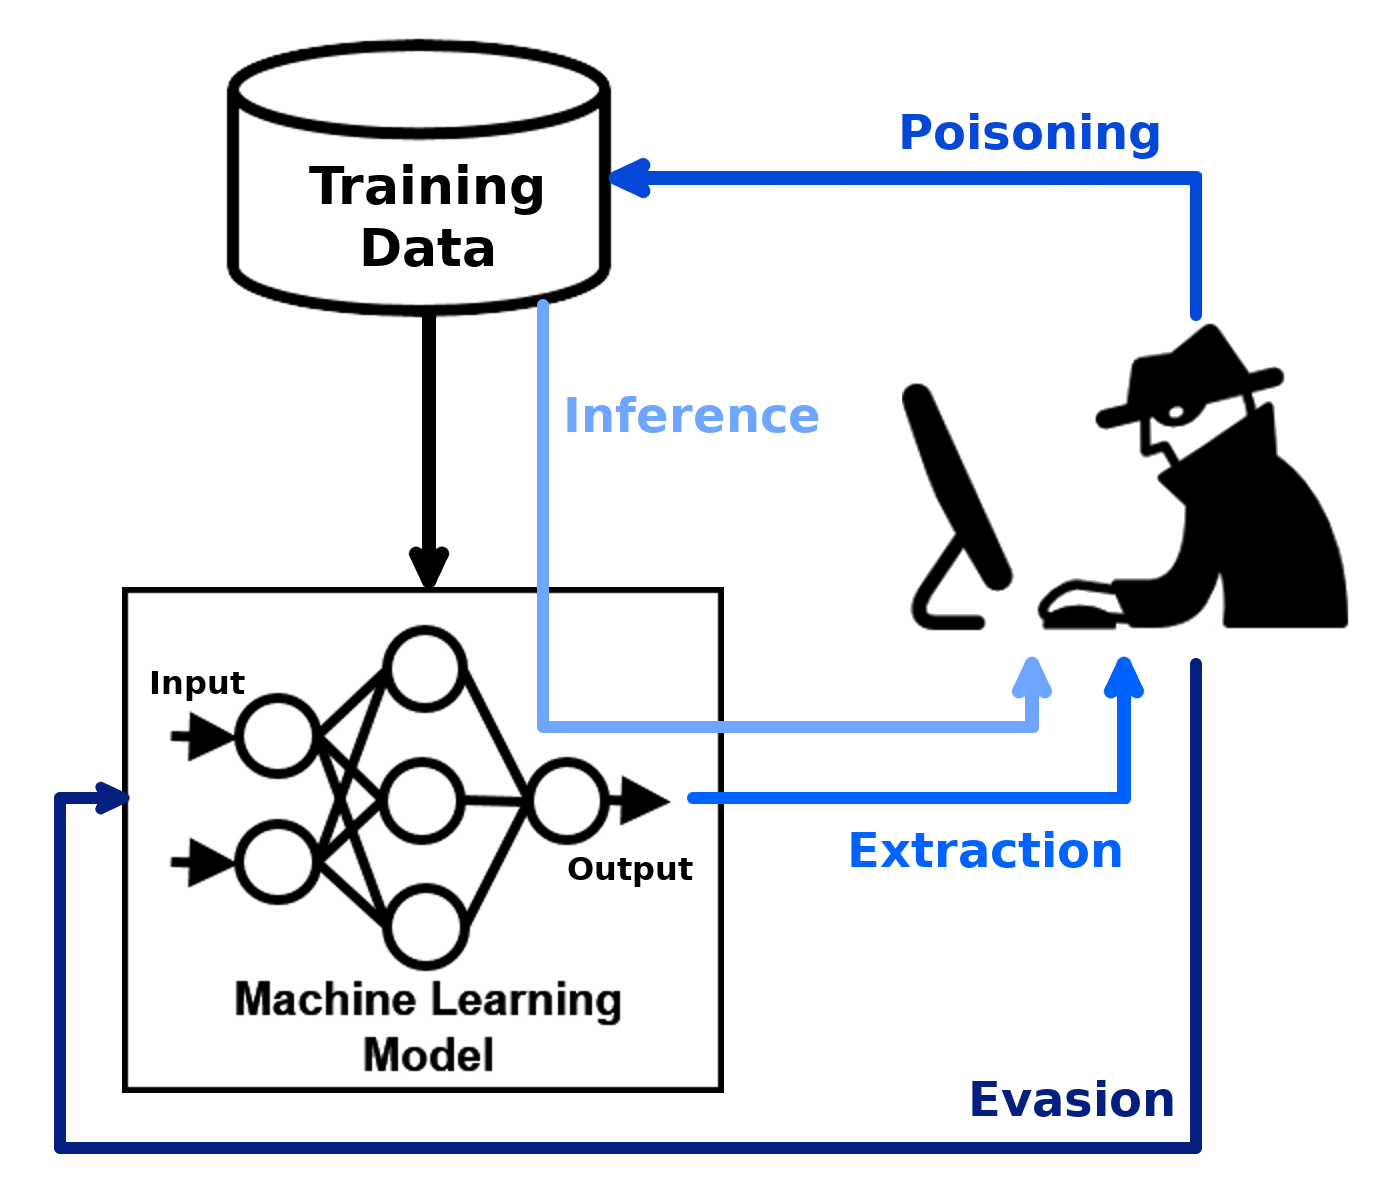 Poisoning
Training
Data
Inference
Input
Output
Extraction
Machine Learning
Model
Evasion